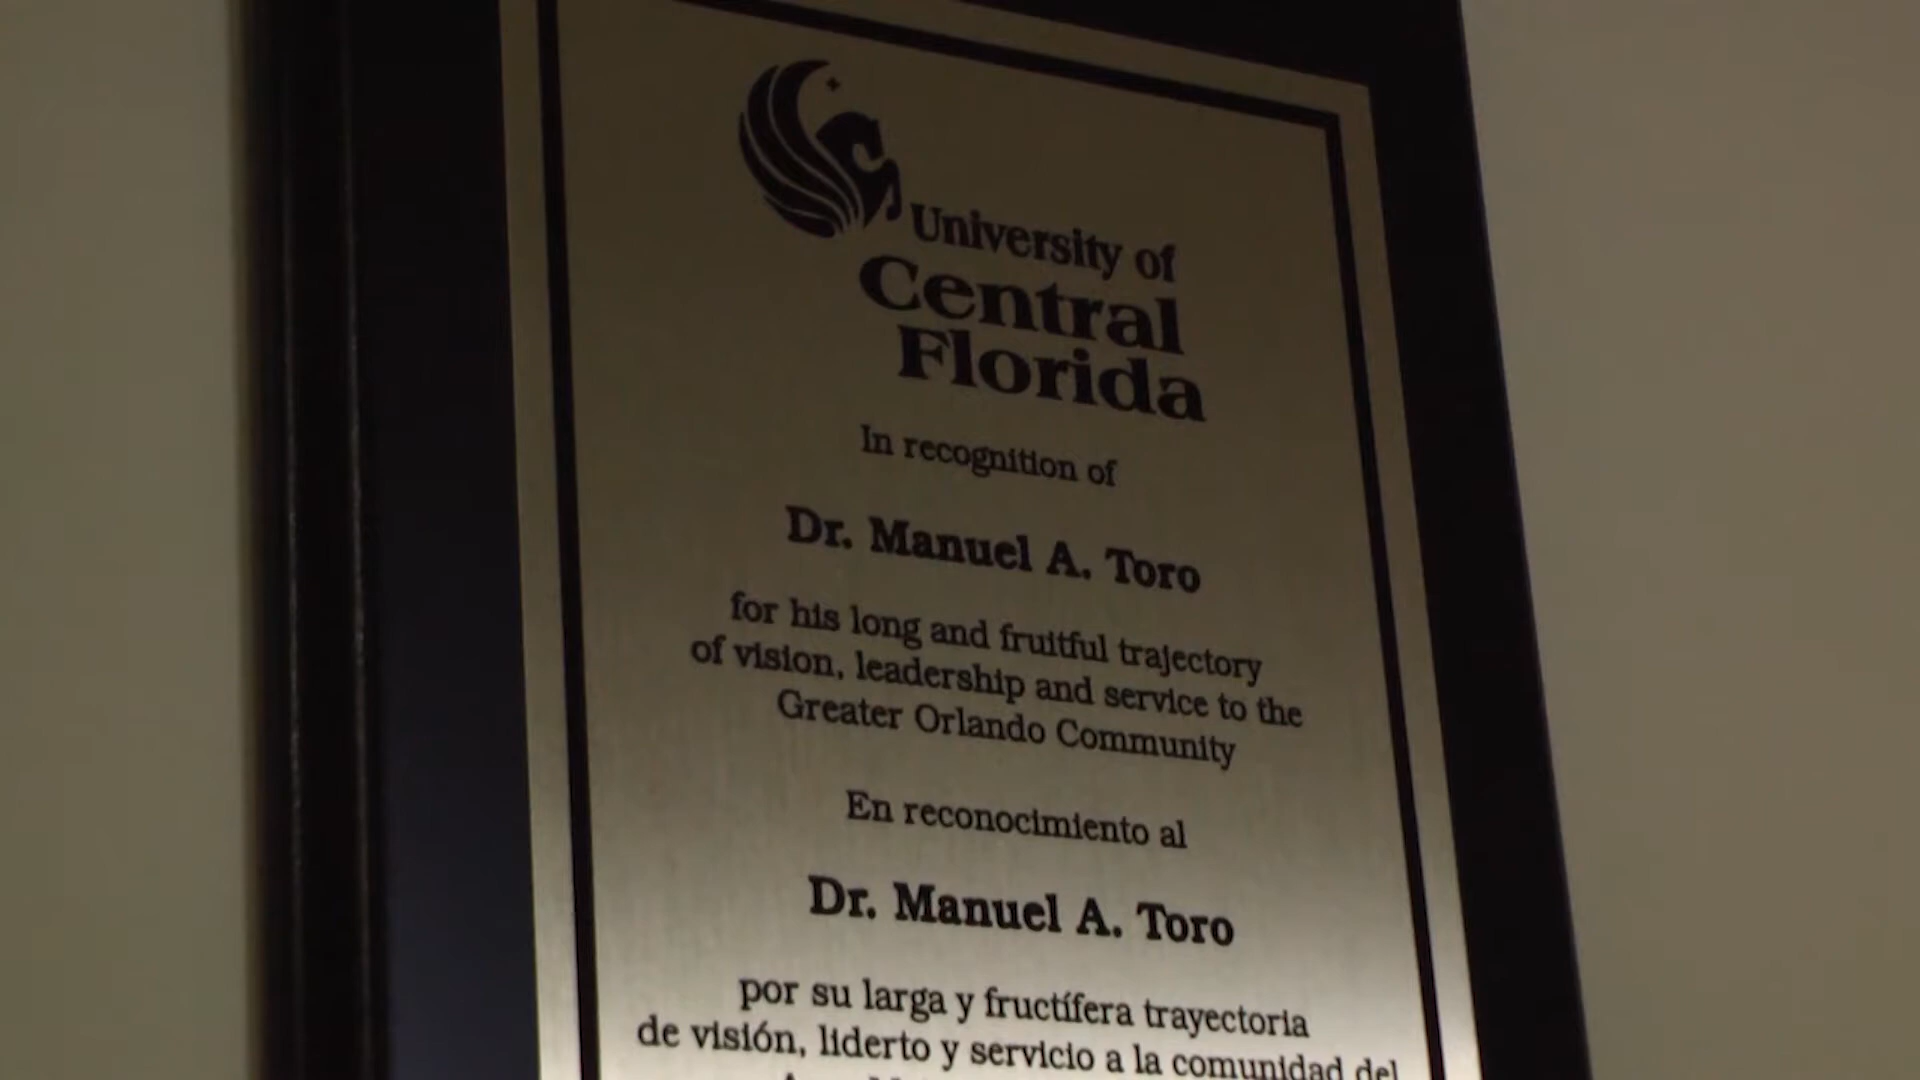 University of
Central
Florida
In recognition of
Dr. Manuel A. Toro
for his long and fruitful trajectory
of vision, leadership and service to the
Greater Orlando Community
En reconocimiento al
Dr. Manuel A. Toro
por su larga y fructífera trayectoria
de visión, liderto y servicio a la comunidad del